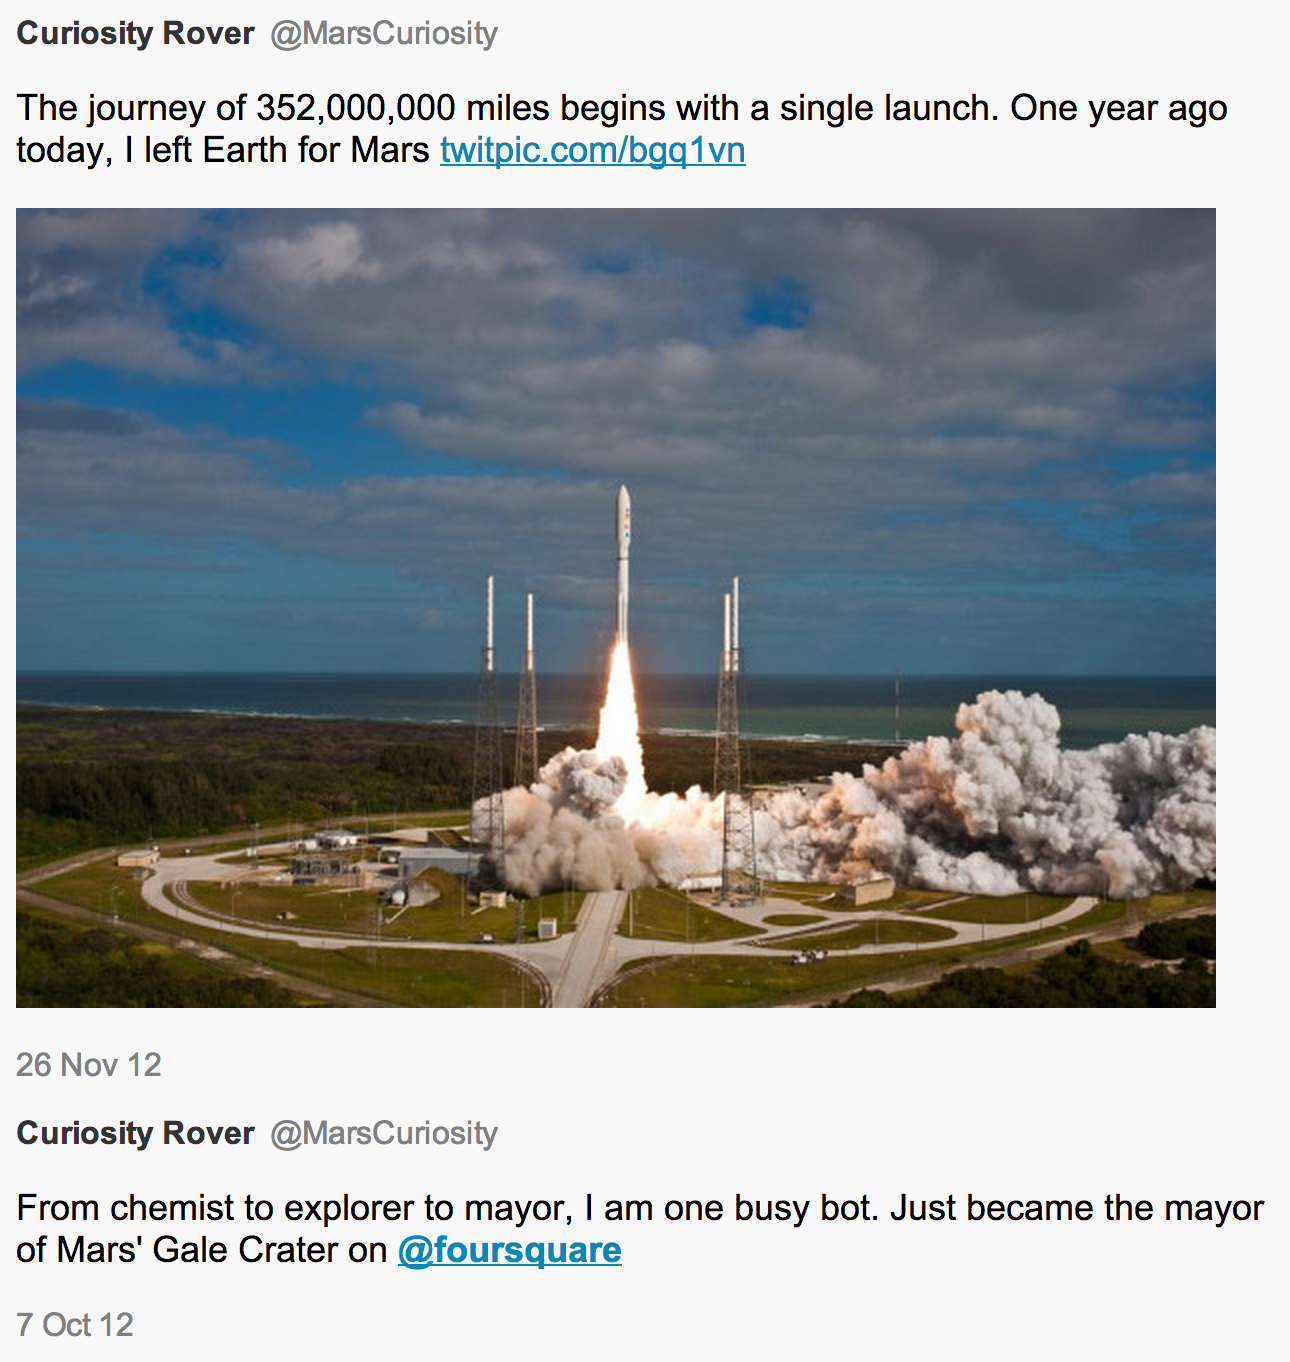 Curiosity Rover @MarsCuriosity
The journey of 352,000,000 miles begins with a single launch. One year ago
today, I left Earth for Mars twitpic.com/bgq1vn
26 Nov 12
Curiosity Rover @MarsCuriosity
From chemist to explorer to mayor, I am one busy bot. Just became the mayor
of Mars' Gale Crater on @foursquare
7 Oct 12